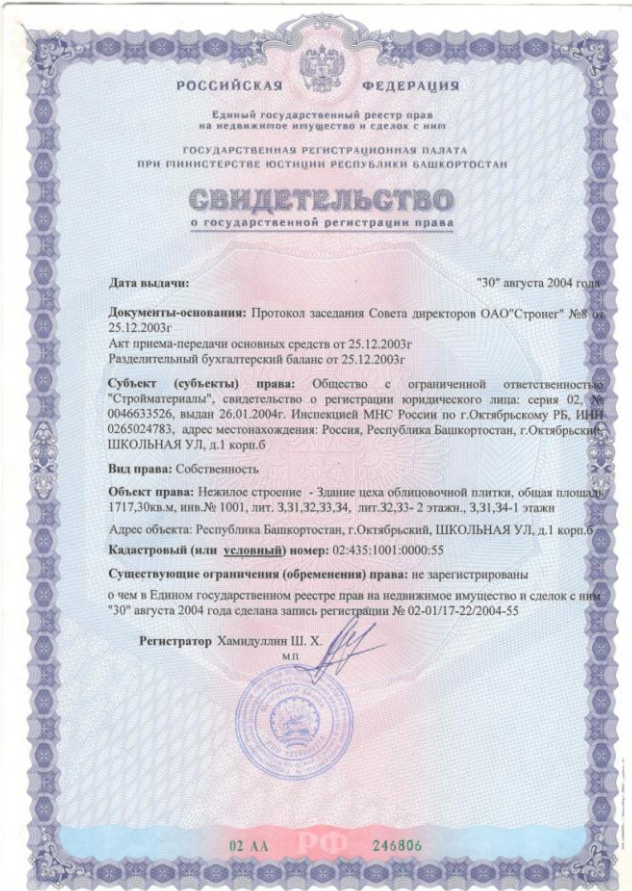 РОССИЙСКАЯ ФЕДЕРАЦИЯ
Единый государственный реестр прав
на недвижимое имущество и сделок с ним
ГОСУДАРСТВЕННАЯ РЕГИСТРАЦИОННАЯ ПАЛАТА
ПРИ МИНИСТЕРСТВЕ ЮСТИЦИИ РЕСПУБЛИКИ БАШКОРТОСТАН
СВИДЕТЕЛЬСТВО
о государственной регистрации права
Дата выдачи: "30" августа 2004 года
Документы-основания: Протокол заседания Совета директоров ОАО"Стронег" №8 от
25.12.2003г
Акт приема-передачи основных средств от 25.12.2003г
Разделительный бухгалтерский баланс от 25.12.2003г
Субъект (субъекты) права: Общество с ограниченной ответственностью
"Стройматериалы", свидетельство о регистрации юридического лица: серия 02, №
0046633526, выдан 26.01.2004г. Инспекцией МНС России по г.Октябрьскому РБ, ИНН
0265024783, адрес местонахождения: Россия, Республика Башкортостан, г.Октябрьский,
ШКОЛЬНАЯ УЛ, д.1 корп.б
Вид права: Собственность
Объект права: Нежилое строение - Здание цеха облицовочной плитки, общая площадь
1717,30кв.м, инв.№ 1001, лит. 3,31,32,33,34, лит.32,33- 2 этажн., 3,31,34-1 этажн
Адрес объекта: Республика Башкортостан, г.Октябрьский, ШКОЛЬНАЯ УЛ, д.1 корп.б
Кадастровый (или условный) номер: 02:435:1001:0000:55
Существующие ограничения (обременения) права: не зарегистрированы
о чем в Едином государственном реестре прав на недвижимое имущество и сделок с ним
"30" августа 2004 года сделана запись регистрации № 02-01/17-22/2004-55
Регистратор Хамидуллин Ш. Х.
М.П.
02 АА РФ 246806